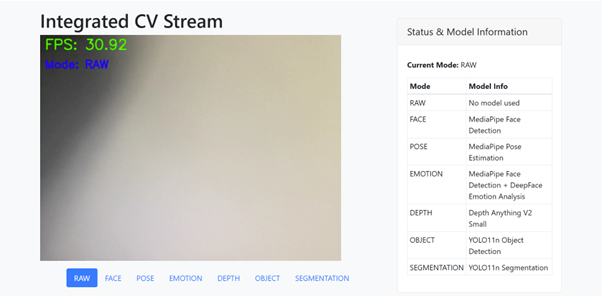 Integrated CV Stream
FPS: 30.92
Mode: RAW
RAW FACE POSE EMOTION DEPTH OBJECT SEGMENTATION
Status & Model Information
Current Mode: RAW
Mode Model Info
RAW No model used
FACE MediaPipe Face
Detection
POSE MediaPipe Pose
Estimation
EMOTION MediaPipe Face
Detection + DeepFace
Emotion Analysis
DEPTH Depth Anything V2
Small
OBJECT YOLO11n Object
Detection
SEGMENTATION YOLO11n Segmentation